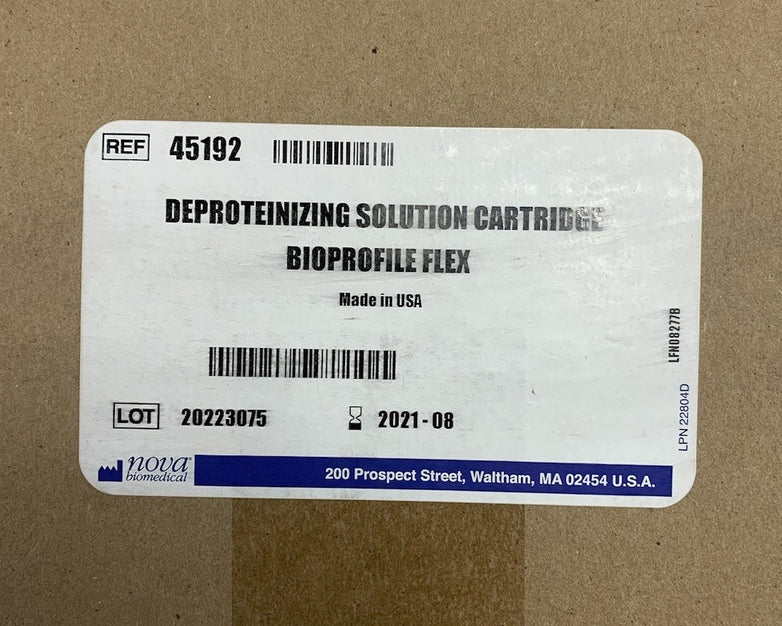 REF 45192
DEPROTEINIZING SOLUTION CARTRIDGE
BIOPROFILE FLEX
Made in USA
LFN08277B
LPN 22804D
LOT 20223075 2021-08
nova
biomedical
200 Prospect Street, Waltham, MA 02454 U.S.A.